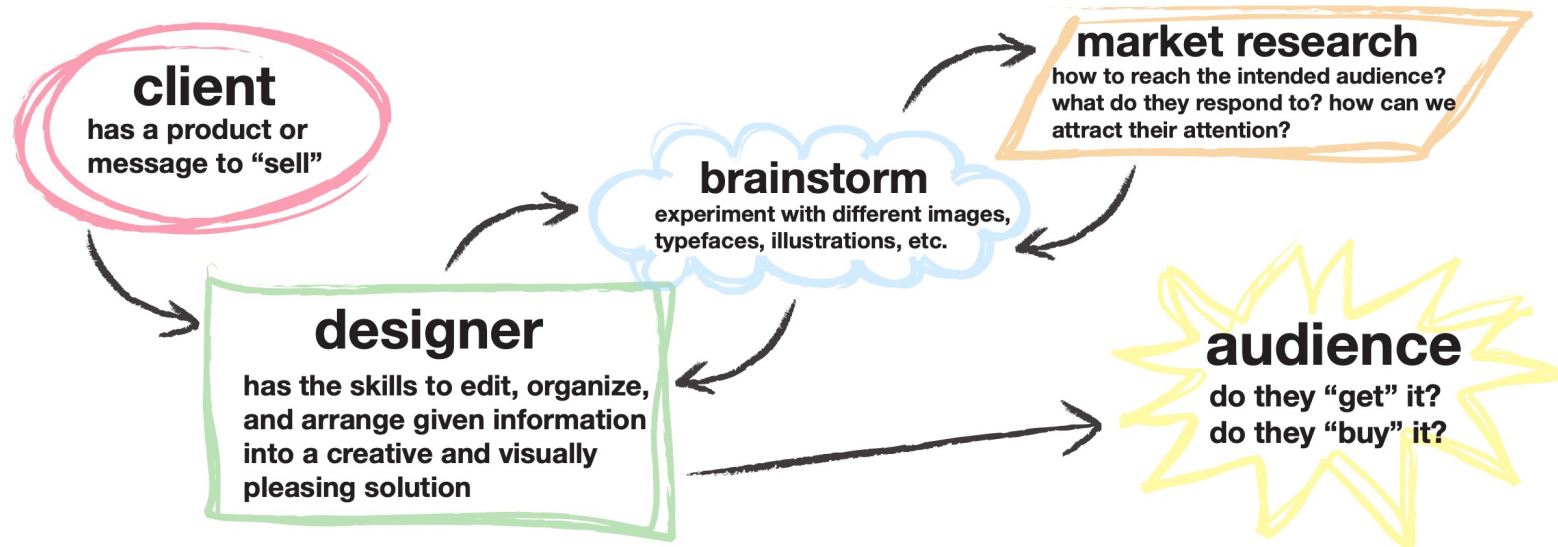 client
has a product or
message to “sell”
designer
has the skills to edit, organize,
and arrange given information
into a creative and visually
pleasing solution
brainstorm
experiment with different images,
typefaces, illustrations, etc.
market research
how to reach the intended audience?
what do they respond to? how can we
attract their attention?
audience
do they “get” it?
do they “buy” it?